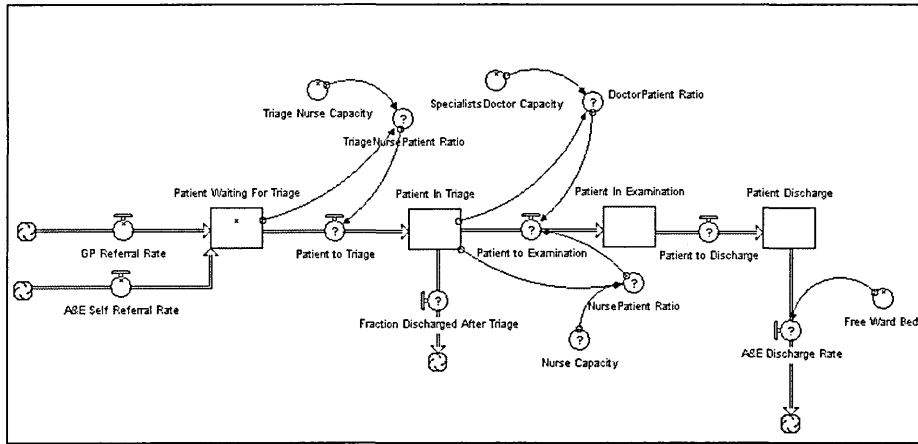 Triage Nurse Capacity
Specialists Doctor Capacity
DoctorPatient Ratio
TriageNursePatient Ratio
Patient Waiting For Triage
Patient In Triage
Patient In Examination
Patient Discharge
GP Referral Rate
Patient to Triage
Patient to Examination
Patient to Discharge
A&E Self Referral Rate
NursePatient Ratio
Fraction Discharged After Triage
Free Ward Bed
Nurse Capacity
A&E Discharge Rate